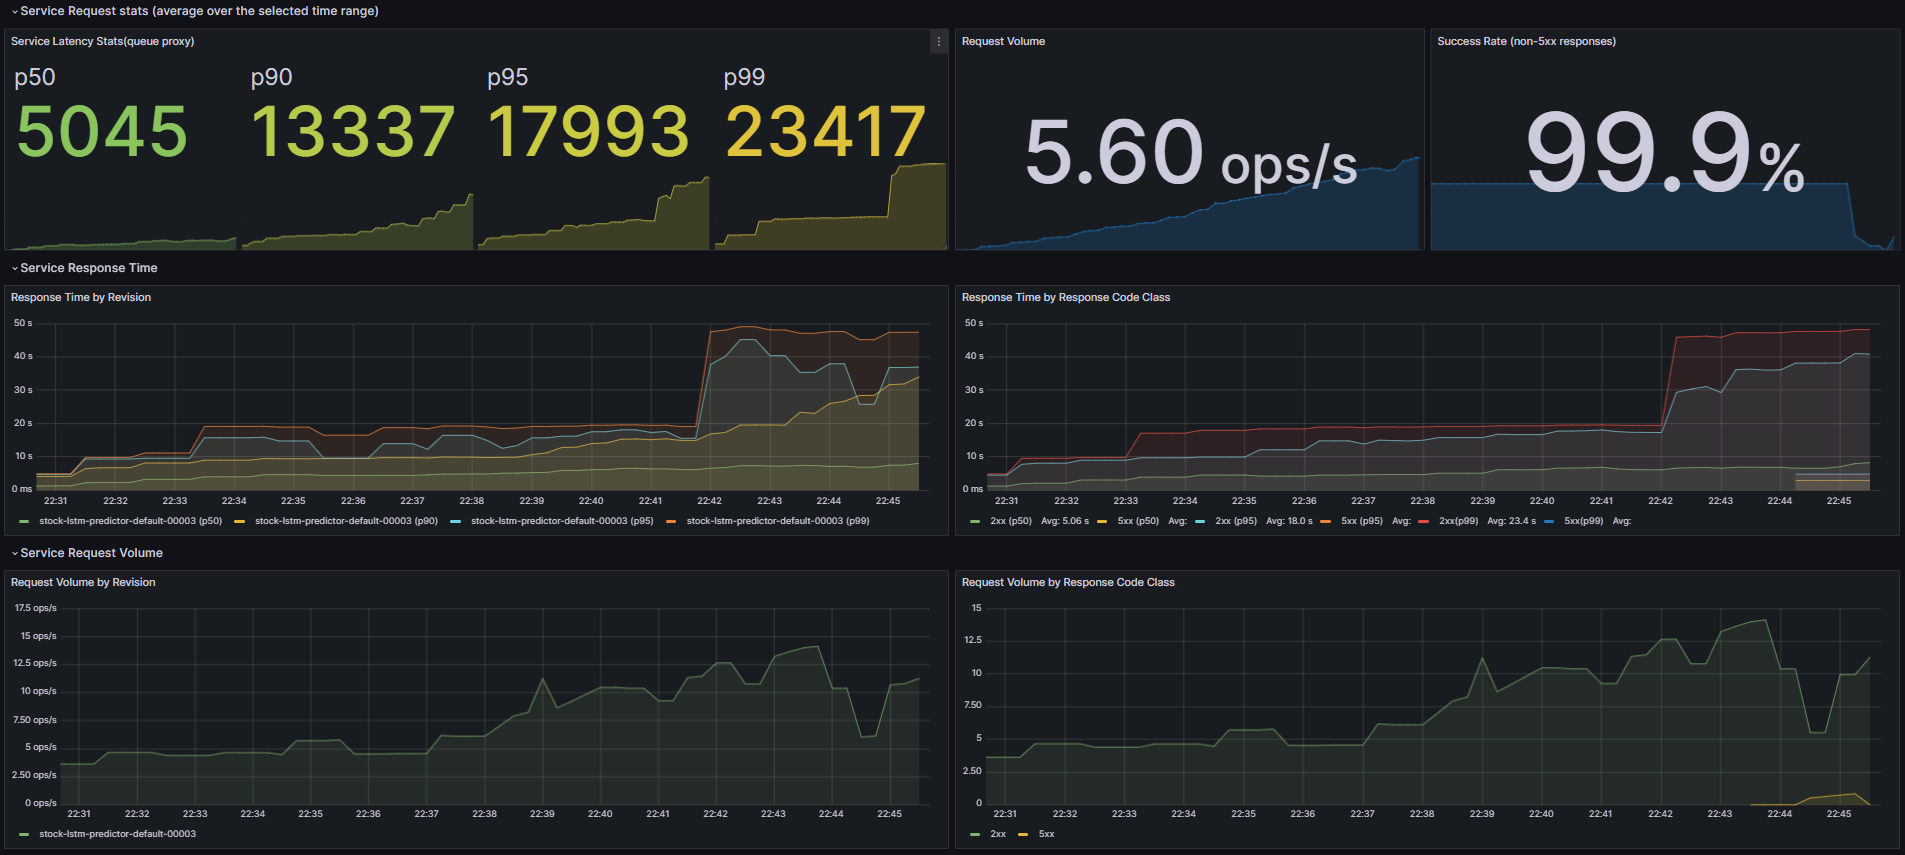 Service Request stats (average over the selected time range)
Service Latency Stats(queue proxy)
p50
5045
p90
13337
p95
17993
p99
23417
Request Volume
5.60 ops/s
Success Rate (non-5xx responses)
99.9%
Service Response Time
Response Time by Revision
50 s
40 s
30 s
20 s
10 s
0 ms
22:31 22:32 22:33 22:34 22:35 22:36 22:37 22:38 22:39 22:40 22:41 22:42 22:43 22:44 22:45
stock-lstm-predictor-default-00003 (p50) stock-lstm-predictor-default-00003 (p90) stock-lstm-predictor-default-00003 (p95) stock-lstm-predictor-default-00003 (p99)
Response Time by Response Code Class
50 s
40 s
30 s
20 s
10 s
0 ms
22:31 22:32 22:33 22:34 22:35 22:36 22:37 22:38 22:39 22:40 22:41 22:42 22:43 22:44 22:45
2xx (p50) Avg: 5.06 s 5xx (p50) Avg: 2xx (p95) Avg: 18.0 s 5xx (p95) Avg: 2xx(p99) Avg: 23.4 s 5xx(p99) Avg:
Service Request Volume
Request Volume by Revision
17.5 ops/s
15 ops/s
12.5 ops/s
10 ops/s
7.50 ops/s
5 ops/s
2.50 ops/s
0 ops/s
22:31 22:32 22:33 22:34 22:35 22:36 22:37 22:38 22:39 22:40 22:41 22:42 22:43 22:44 22:45
stock-lstm-predictor-default-00003
Request Volume by Response Code Class
15
12.5
10
7.50
5
2.50
0
22:31 22:32 22:33 22:34 22:35 22:36 22:37 22:38 22:39 22:40 22:41 22:42 22:43 22:44 22:45
2xx 5xx